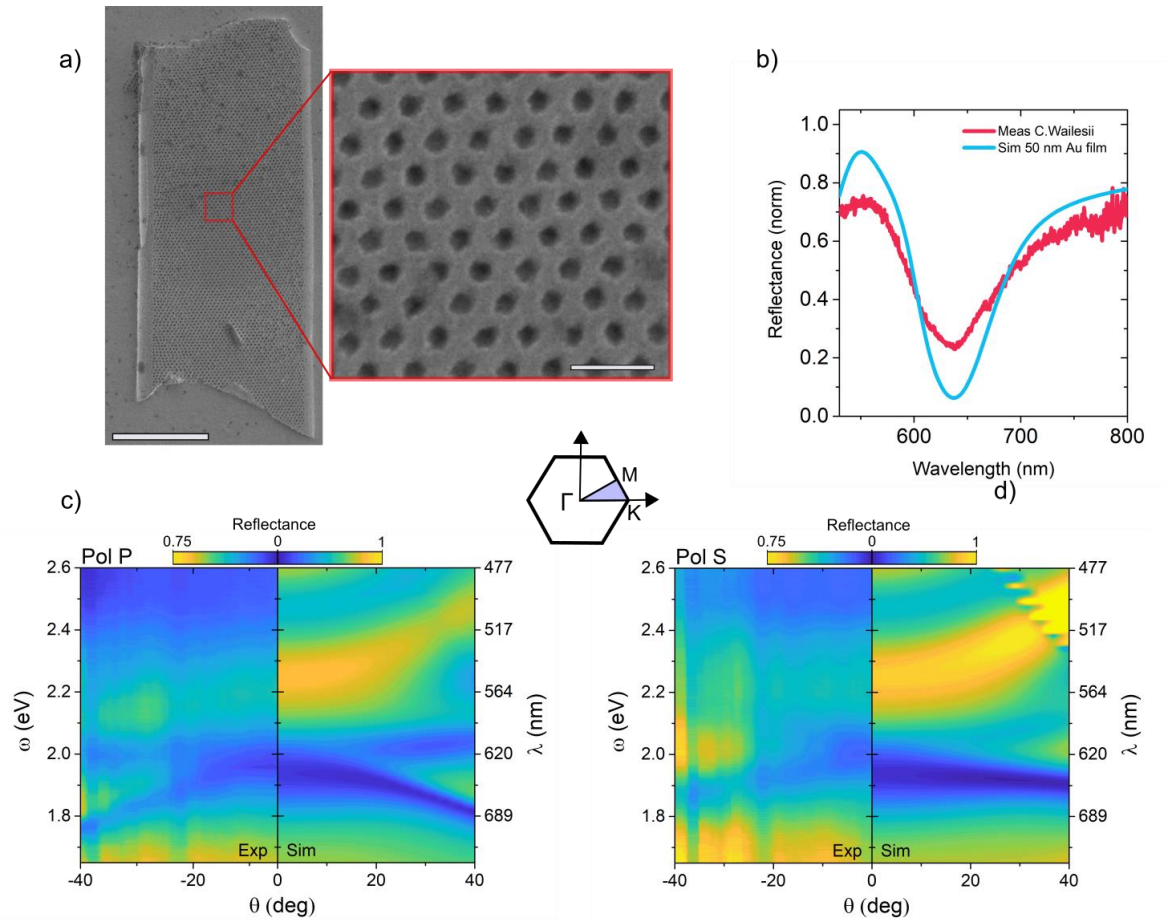 a)
b)
Reflectance (norm)
1.0
0.8
0.6
0.4
0.2
0.0
Meas C.Wailesii
Sim 50 nm Au film
600
700
800
Wavelength (nm)
Γ
M
K
c)
Reflectance
Pol P
0.75
0
1
ω (eV)
2.6
2.4
2.2
2.0
1.8
477
517
564
620
689
λ (nm)
Exp
Sim
-40
-20
0
20
40
θ (deg)
d)
Reflectance
Pol S
0.75
0
1
ω (eV)
2.6
2.4
2.2
2.0
1.8
477
517
564
620
689
λ (nm)
Exp
Sim
-40
-20
0
20
40
θ (deg)